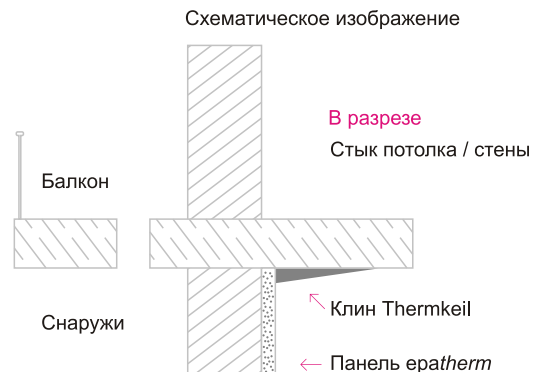 Схематическое изображение
В разрезе
Стык потолка / стены
Балкон
Клин Thermkeil
Снаружи
Панель epatherm